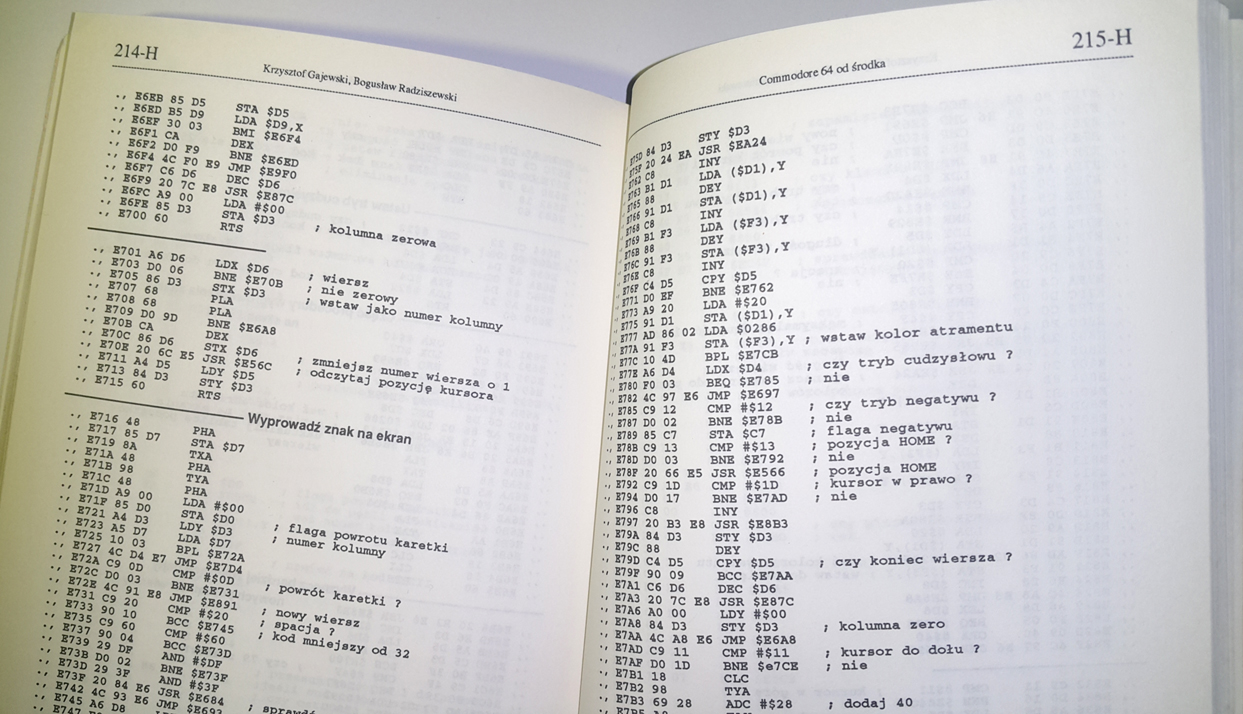 214-H
Krzysztof Gajewski, Bogusław Radziszewski
., E6EB 85 D5 STA $D5
., E6ED B5 D9 LDA $D9,X
., E6EF 30 03 BMI $E6F4
., E6F1 CA DEX
., E6F2 D0 F9 BNE $E6ED
., E6F4 4C F0 E9 JMP $E9F0
., E6F7 C6 D6 DEC $D6
., E6F9 20 7C E8 JSR $E87C
., E6FC A9 00 LDA #$00
., E6FE 85 D3 STA $D3 ; kolumna zerowa
., E700 60 RTS
., E701 A6 D6 LDX $D6 ; wiersz
., E703 D0 06 BNE $E70B ; nie zerowy
., E705 86 D3 STX $D3 ; wstaw jako numer kolumny
., E707 68 PLA
., E708 68 PLA
., E709 D0 9D BNE $E6A8
., E70B CA DEX
., E70C 86 D6 STX $D6 ; zmniejsz numer wiersza o 1
., E70E 20 6C E5 JSR $E56C ; odczytaj pozycję kursora
., E711 A4 D5 LDY $D5
., E713 84 D3 STY $D3
., E715 60 RTS
Wyprowadź znak na ekran
., E716 48 PHA
., E717 85 D7 STA $D7
., E719 8A TXA
., E71A 48 PHA
., E71B 98 TYA
., E71C 48 PHA
., E71D A9 00 LDA #$00
., E71F 85 D0 STA $D0 ; flaga powrotu karetki
., E721 A4 D3 LDY $D3 ; numer kolumny
., E723 A5 D7 LDA $D7
., E725 10 03 BPL $E72A
., E727 4C D4 E7 JMP $E7D4
., E72A C9 0D CMP #$0D ; powrót karetki ?
., E72C D0 03 BNE $E731
., E72E 4C 91 E8 JMP $E891 ; nowy wiersz
., E731 C9 20 CMP #$20 ; spacja ?
., E733 90 10 BCC $E745 ; kod mniejszy od 32
., E735 C9 60 CMP #$60
., E737 90 04 BCC $E73D
., E739 29 DF AND #$DF
., E73B D0 02 BNE $E73F
., E73D 29 3F AND #$3F
., E73F 20 84 E6 JSR $E684 ;
., E742 4C 93 E6 JMP $E693
., E745 A6 D8
., E747
215-H
Commodore 64 od środka
., E75D 84 D3 STY $D3
., E75F 20 24 EA JSR $EA24
., E762 C8 INY
., E763 B1 D1 LDA ($D1),Y
., E765 88 DEY
., E766 91 D1 STA ($D1),Y
., E768 C8 INY
., E769 B1 F3 LDA ($F3),Y
., E76B 88 DEY
., E76C 91 F3 STA ($F3),Y
., E76E C8 INY
., E76F C4 D5 CPY $D5
., E771 D0 EF BNE $E762
., E773 A9 20 LDA #$20
., E775 91 D1 STA ($D1),Y
., E777 AD 86 02 LDA $0286
., E77A 91 F3 STA ($F3),Y ; wstaw kolor atramentu
., E77C 10 4D BPL $E7CB
., E77E A6 D4 LDX $D4 ; czy tryb cudzysłowu ?
., E780 F0 03 BEQ $E785 ; nie
., E782 4C 97 E6 JMP $E697
., E785 C9 12 CMP #$12 ; czy tryb negatywu ?
., E787 D0 02 BNE $E78B ; nie
., E789 85 C7 STA $C7 ; flaga negatywu
., E78B C9 13 CMP #$13 ; pozycja HOME ?
., E78D D0 03 BNE $E792 ; nie
., E78F 20 66 E5 JSR $E566 ; pozycja HOME
., E792 C9 1D CMP #$1D ; kursor w prawo ?
., E794 D0 17 BNE $E7AD ; nie
., E796 C8 INY
., E797 20 B3 E8 JSR $E8B3
., E79A 84 D3 STY $D3
., E79C 88 DEY
., E79D C4 D5 CPY $D5 ; czy koniec wiersza ?
., E79F 90 09 BCC $E7AA
., E7A1 C6 D6 DEC $D6
., E7A3 20 7C E8 JSR $E87C
., E7A6 A0 00 LDY #$00
., E7A8 84 D3 STY $D3 ; kolumna zero
., E7AA 4C A8 E6 JMP $E6A8
., E7AD C9 11 CMP #$11 ; kursor do dołu ?
., E7AF D0 1D BNE $e7CE ; nie
., E7B1 18 CLC
., E7B2 98 TYA
., E7B3 69 28 ADC #$28 ; dodaj 40